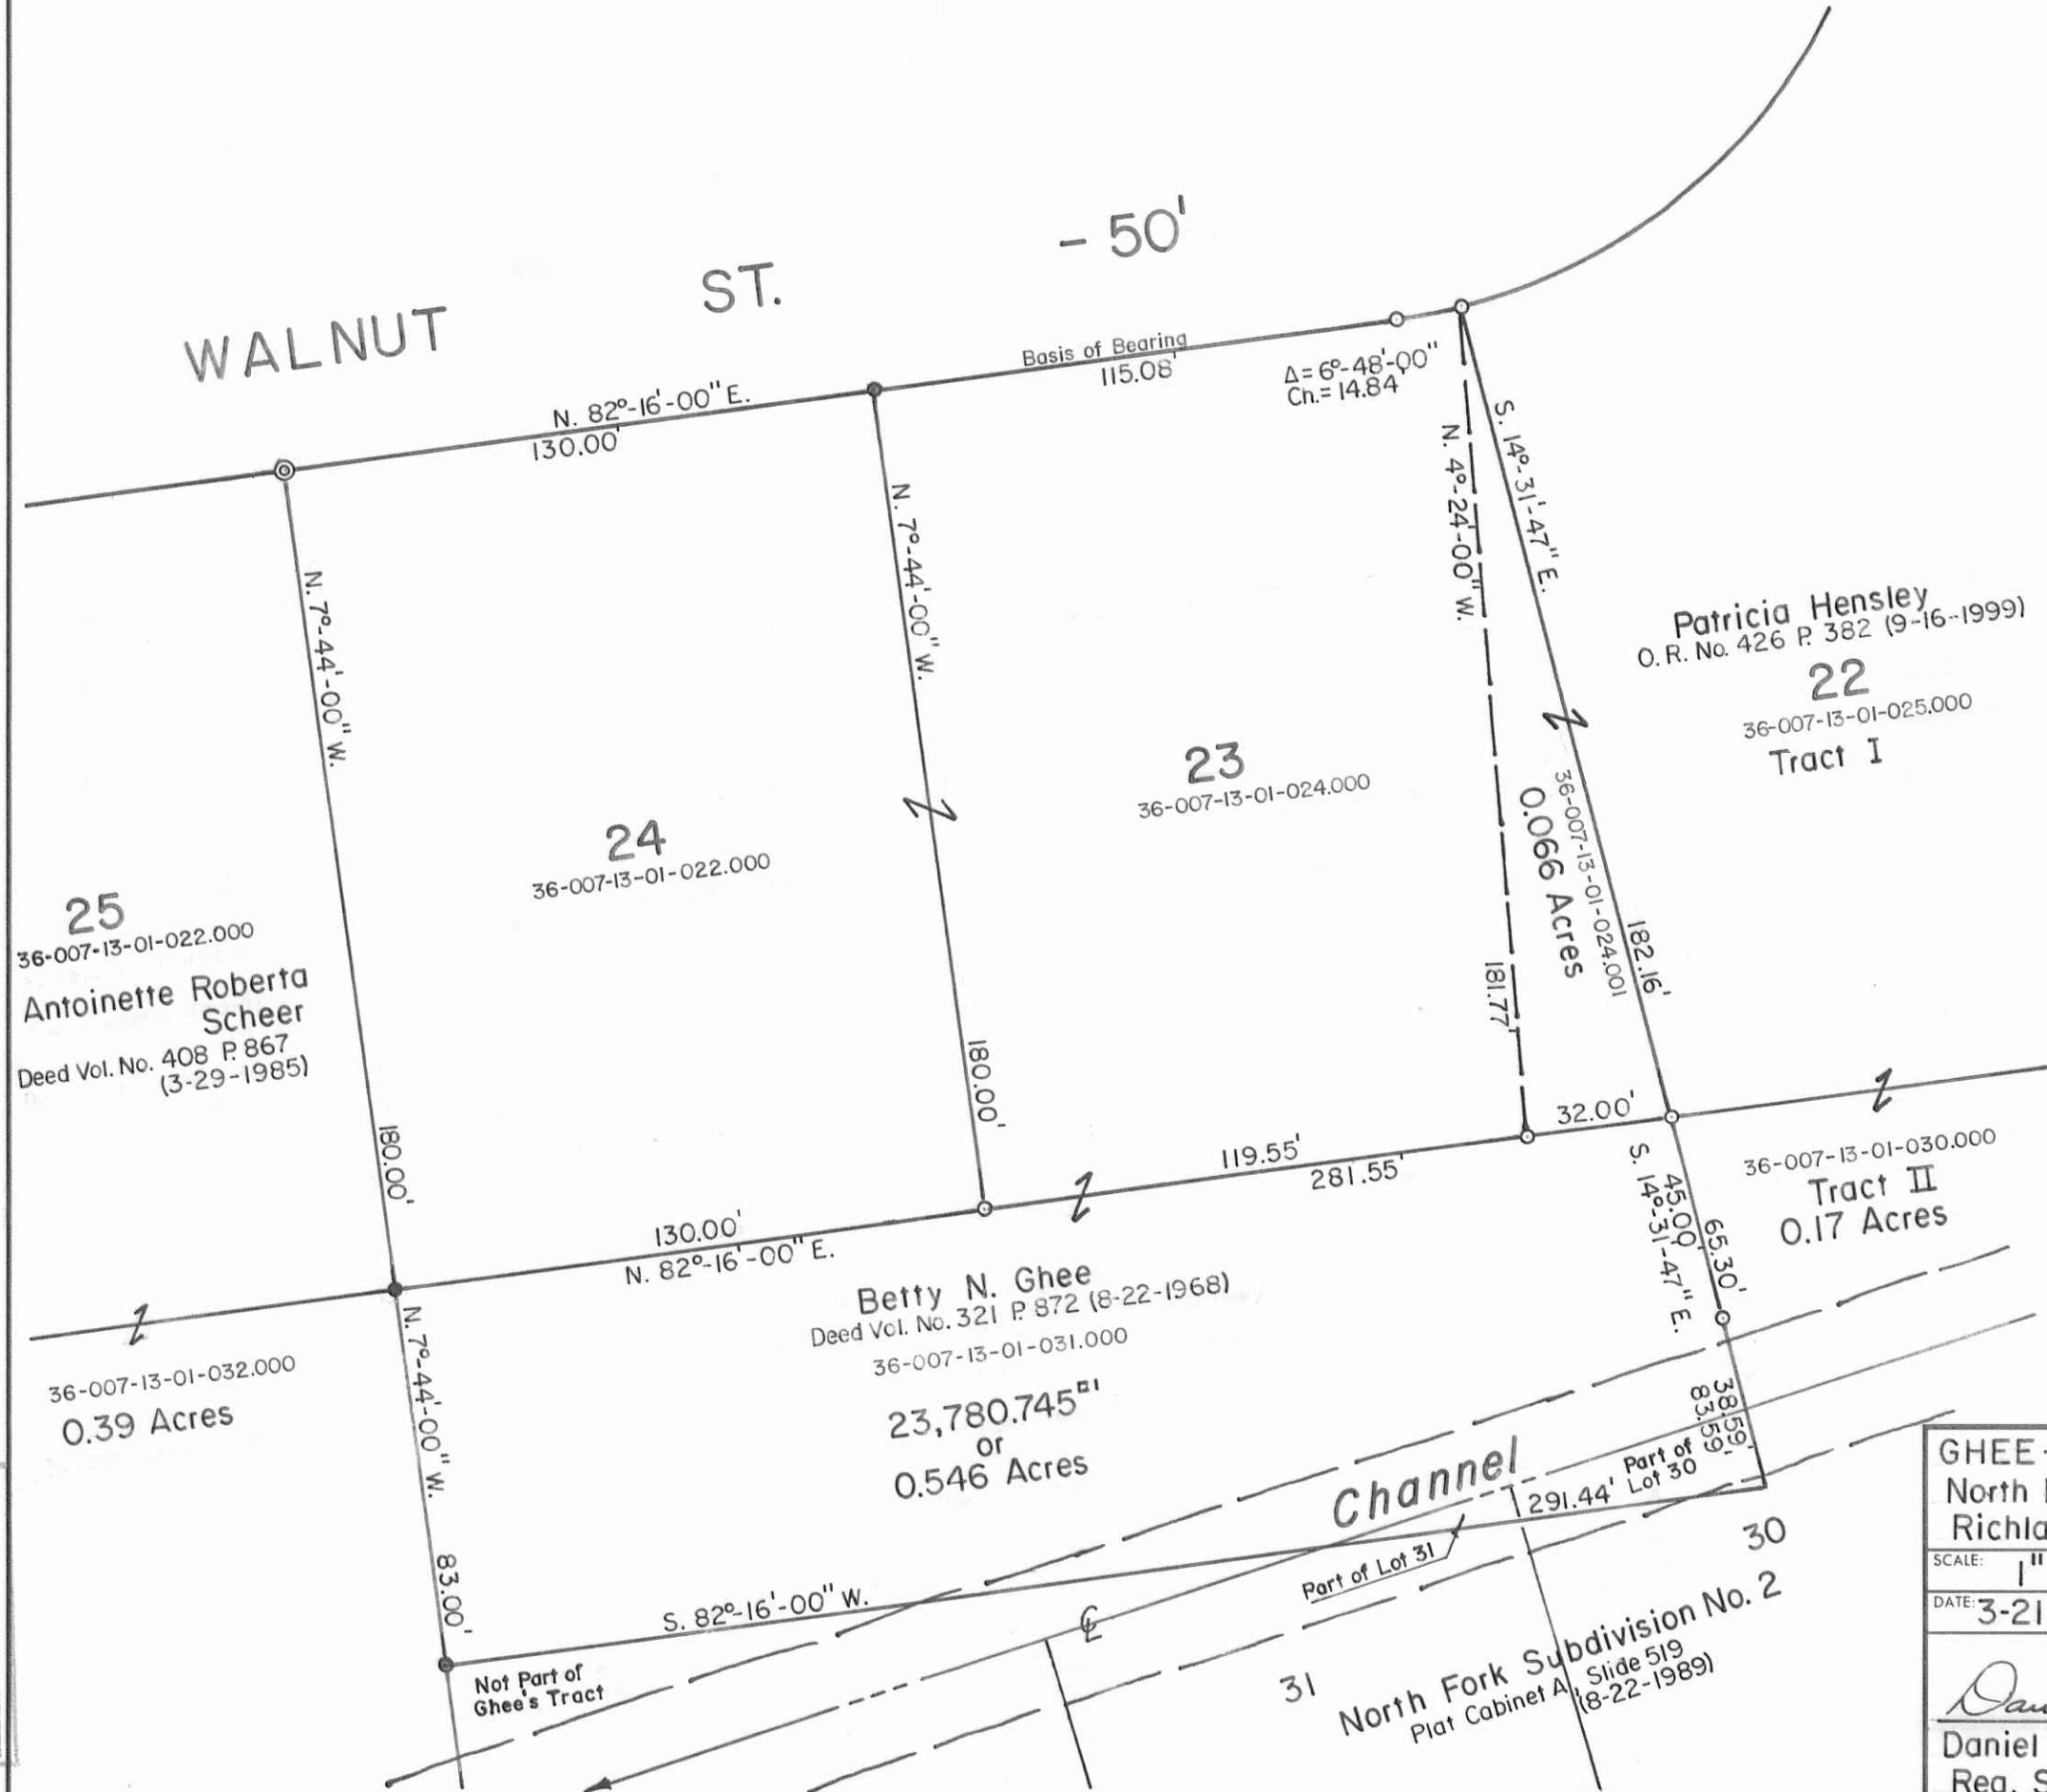 WALNUT ST. - 50'
N. 82°-16'-00" E.
130.00'
Basis of Bearing
115.08'
Δ= 6°-48'-00"
Ch.= 14.84'
N. 7°-44'-00" W.
180.00'
N. 7°-44'-00" W.
180.00'
N. 4°-24'-00" W.
181.77'
S. 14°-31'-47" E.
182.16'
Patricia Hensley
O. R. No. 426 P. 382 (9-16-1999)
22
36-007-13-01-025.000
Tract I
23
36-007-13-01-024.000
0.066 Acres
36-007-13-01-024.001
24
36-007-13-01-022.000
25
36-007-13-01-022.000
Antoinette Roberta
Scheer
Deed Vol. No. 408 P. 867
(3-29-1985)
32.00'
119.55'
281.55'
130.00'
N. 82°-16'-00" E.
36-007-13-01-030.000
Tract II
0.17 Acres
65.30'
45.00'
S. 14°-31'-47" E.
38.59'
83.59'
Betty N. Ghee
Deed Vol. No. 321 P. 872 (8-22-1968)
36-007-13-01-031.000
23,780.745□'
or
0.546 Acres
36-007-13-01-032.000
0.39 Acres
N. 7°-44'-00" W.
83.00'
Channel
Part of
Lot 30
291.44'
Part of Lot 31
S. 82°-16'-00" W.
Not Part of
Ghee's Tract
℄
30
31
North Fork Subdivision No. 2
Plat Cabinet A, Slide 519
(8-22-1989)
GHEE-
North
Richla
SCALE: 1"
DATE: 3-21
Daniel
Reg. S